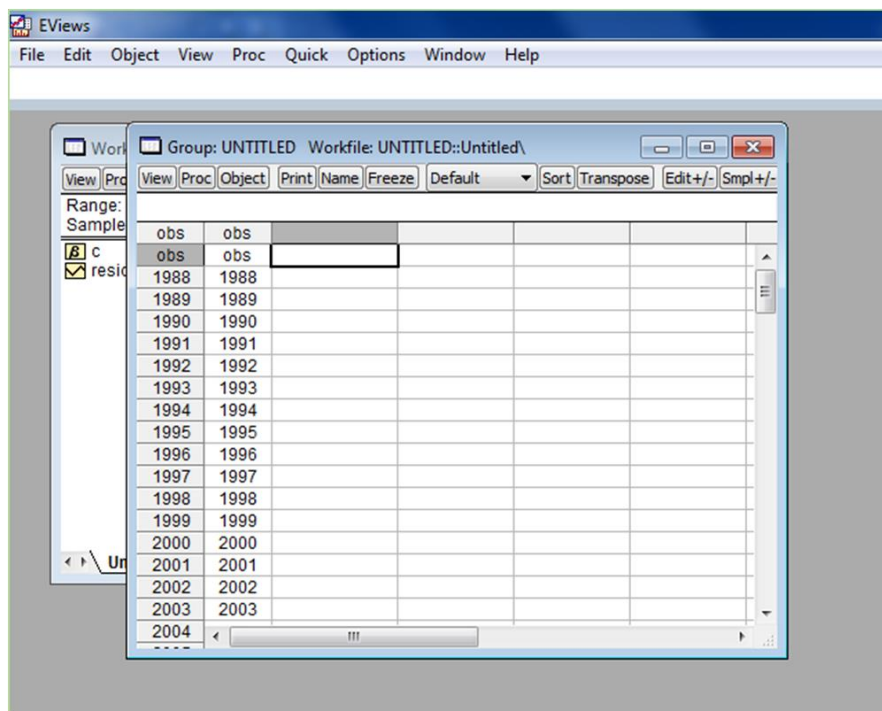 EViews
File Edit Object View Proc Quick Options Window Help
Work
Group: UNTITLED Workfile: UNTITLED::Untitled\
View Pro
View Proc Object Print Name Freeze Default Sort Transpose Edit+/- Smpl+/-
Range:
Sample
c
resid
obs obs
obs obs
1988 1988
1989 1989
1990 1990
1991 1991
1992 1992
1993 1993
1994 1994
1995 1995
1996 1996
1997 1997
1998 1998
1999 1999
2000 2000
2001 2001
2002 2002
2003 2003
2004
Un